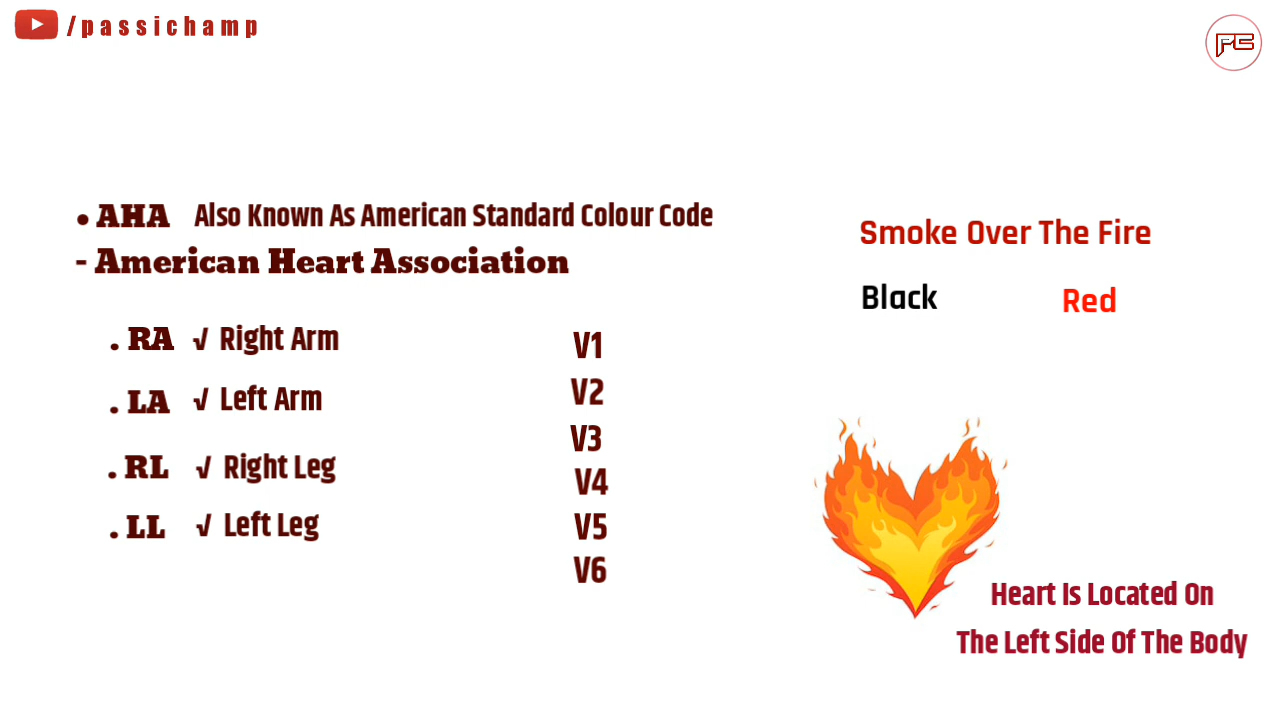 /passichamp
PC
• AHA Also Known As American Standard Colour Code
- American Heart Association
. RA √ Right Arm
. LA √ Left Arm
. RL √ Right Leg
. LL √ Left Leg
V1
V2
V3
V4
V5
V6
Smoke Over The Fire
Black Red
Heart Is Located On
The Left Side Of The Body